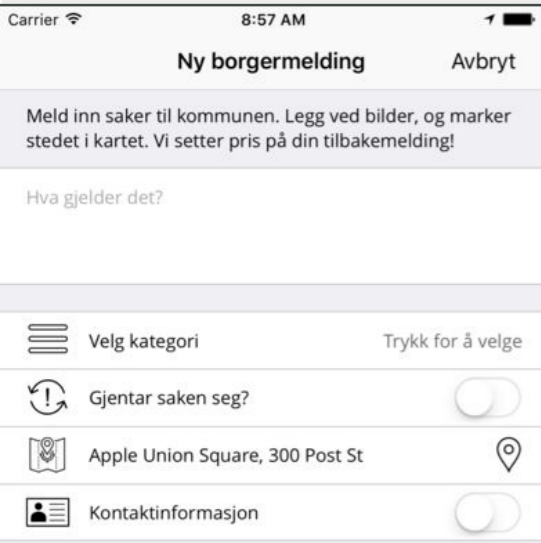 Carrier 8:57 AM
Ny borgermelding Avbryt
Meld inn saker til kommunen. Legg ved bilder, og marker
stedet i kartet. Vi setter pris på din tilbakemelding!
Hva gjelder det?
Velg kategori Trykk for å velge
Gjentar saken seg?
Apple Union Square, 300 Post St
Kontaktinformasjon